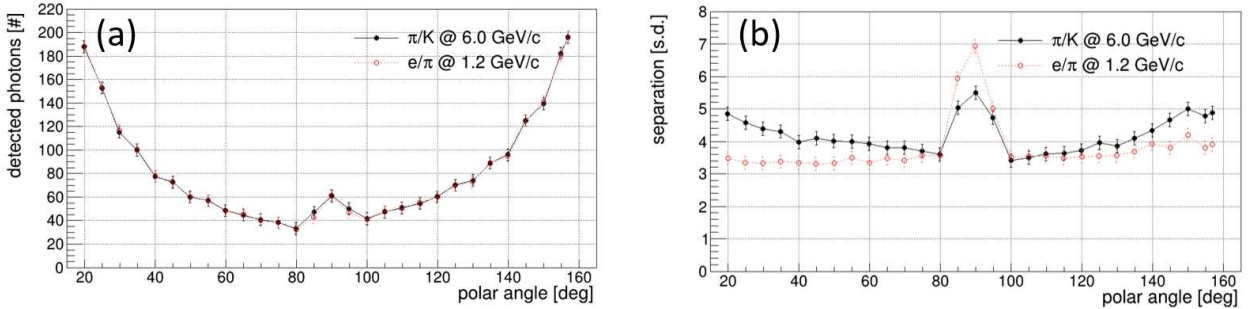 (a)
detected photons [#]
220
200
180
160
140
120
100
80
60
40
20
0
π/K @ 6.0 GeV/c
e/π @ 1.2 GeV/c
20 40 60 80 100 120 140 160
polar angle [deg]
(b)
separation [s.d.]
8
7
6
5
4
3
2
1
0
π/K @ 6.0 GeV/c
e/π @ 1.2 GeV/c
20 40 60 80 100 120 140 160
polar angle [deg]